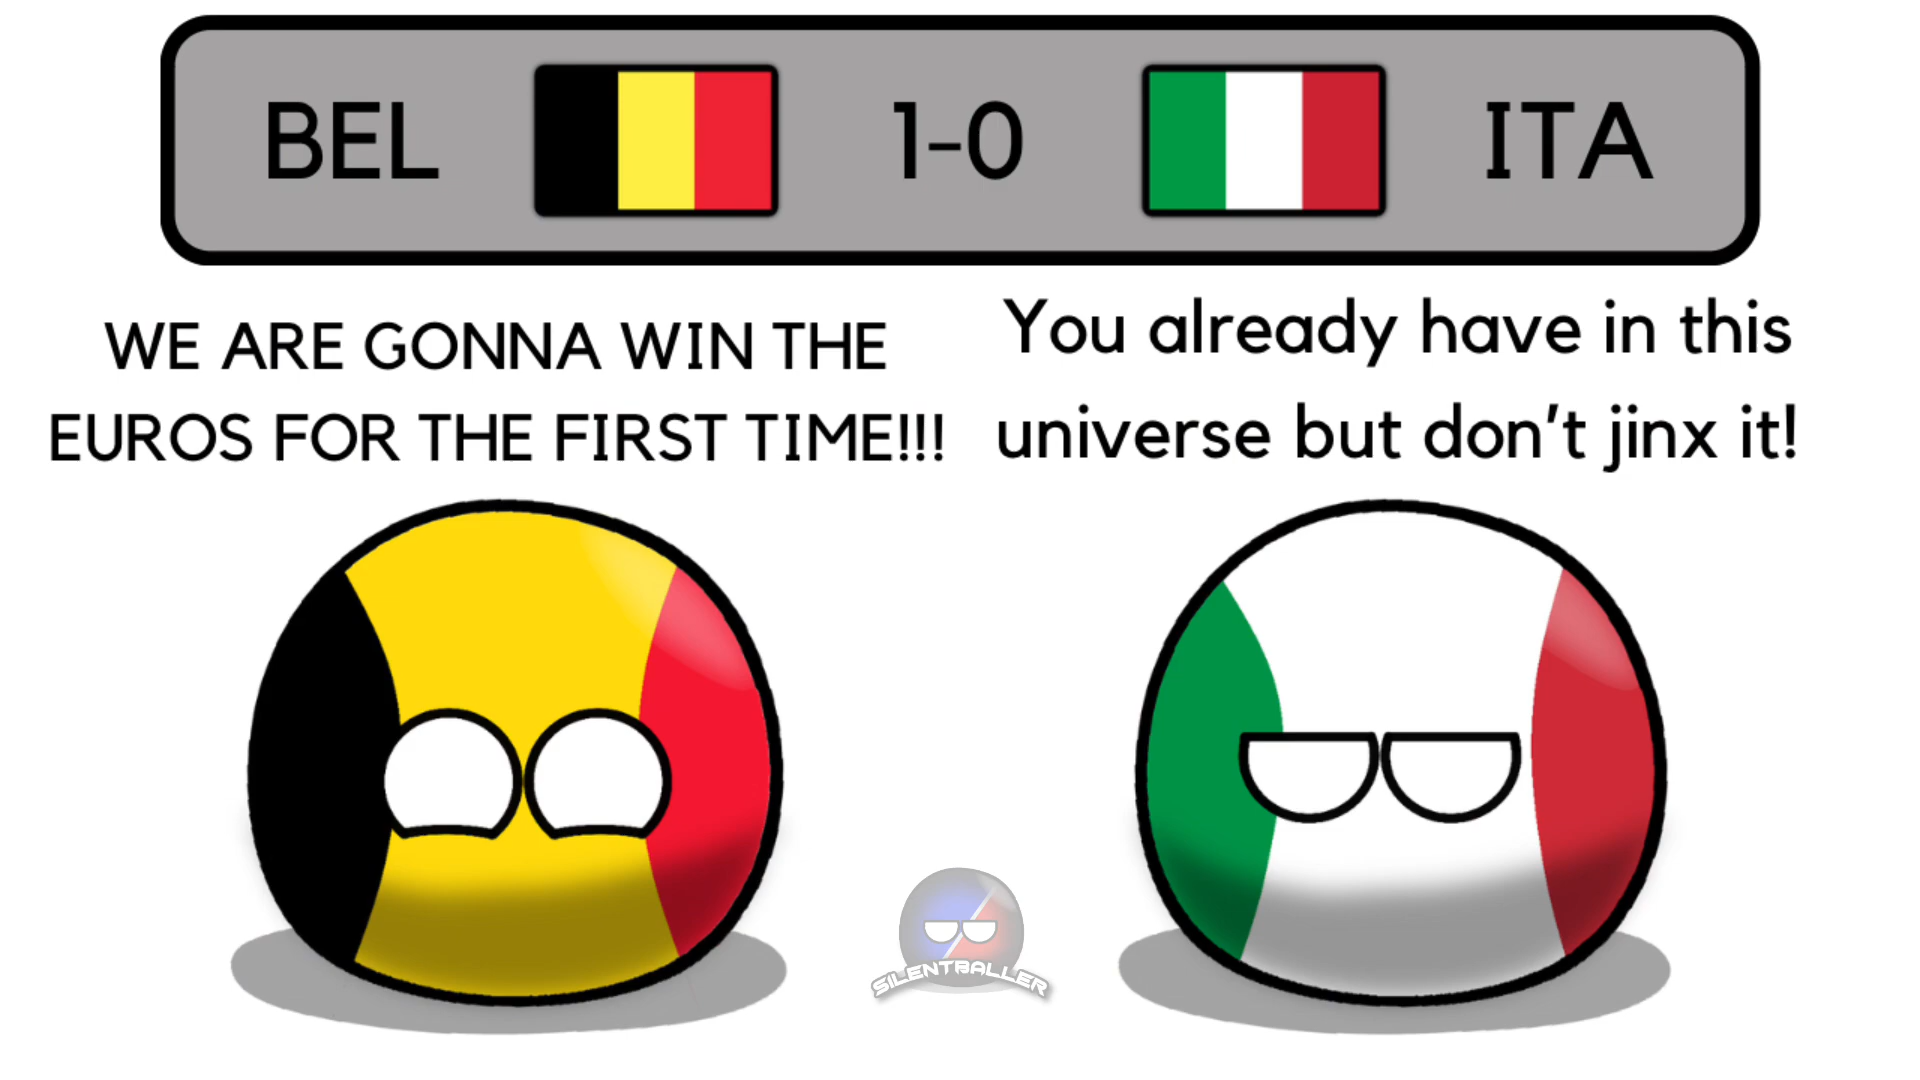 BEL 1-0 ITA
WE ARE GONNA WIN THE
EUROS FOR THE FIRST TIME!!!
You already have in this
universe but don't jinx it!
SILENTBALLER